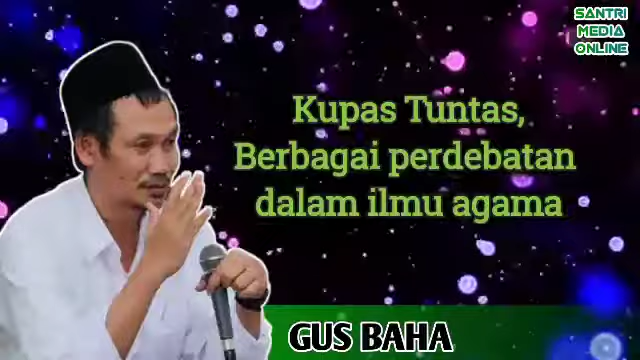 SANTRI
MEDIA
ONLINE
Kupas Tuntas,
Berbagai perdebatan
dalam ilmu agama
GUS BAHA